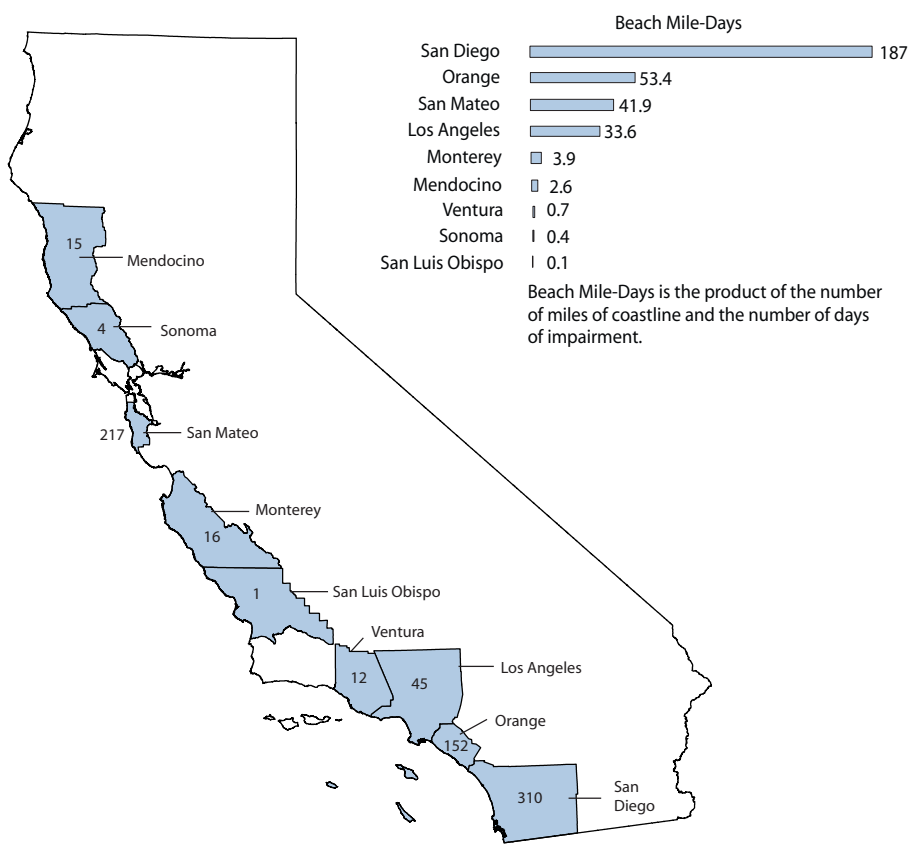 Beach Mile-Days
San Diego 187
Orange 53.4
San Mateo 41.9
Los Angeles 33.6
Monterey 3.9
Mendocino 2.6
Ventura 0.7
Sonoma 0.4
San Luis Obispo 0.1
Beach Mile-Days is the product of the number
of miles of coastline and the number of days
of impairment.
15
Mendocino
4
Sonoma
217
San Mateo
Monterey
16
1
San Luis Obispo
Ventura
12
45
Los Angeles
Orange
152
310
San
Diego